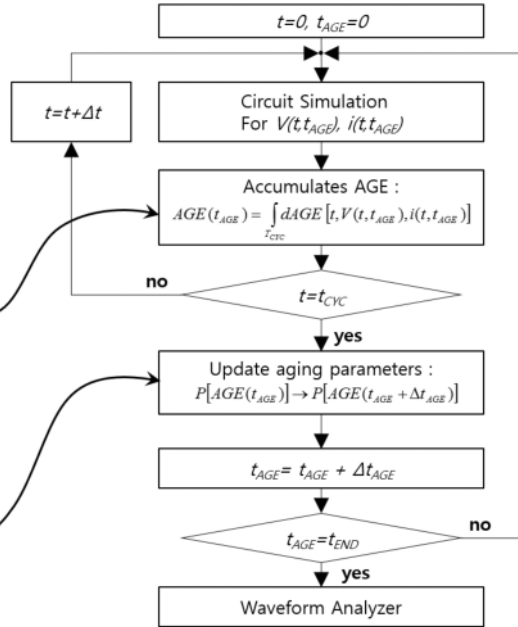 t=0, t_AGE=0
t=t+Δt
Circuit Simulation
For V(t,t_AGE), i(t,t_AGE)
Accumulates AGE :
AGE(t_AGE) = ∫_{T_CYC} dAGE[t,V(t,t_AGE),i(t,t_AGE)]
no
t=t_CYC
yes
Update aging parameters :
P[AGE(t_AGE)] → P[AGE(t_AGE + Δt_AGE)]
t_AGE= t_AGE + Δt_AGE
t_AGE=t_END
no
yes
Waveform Analyzer